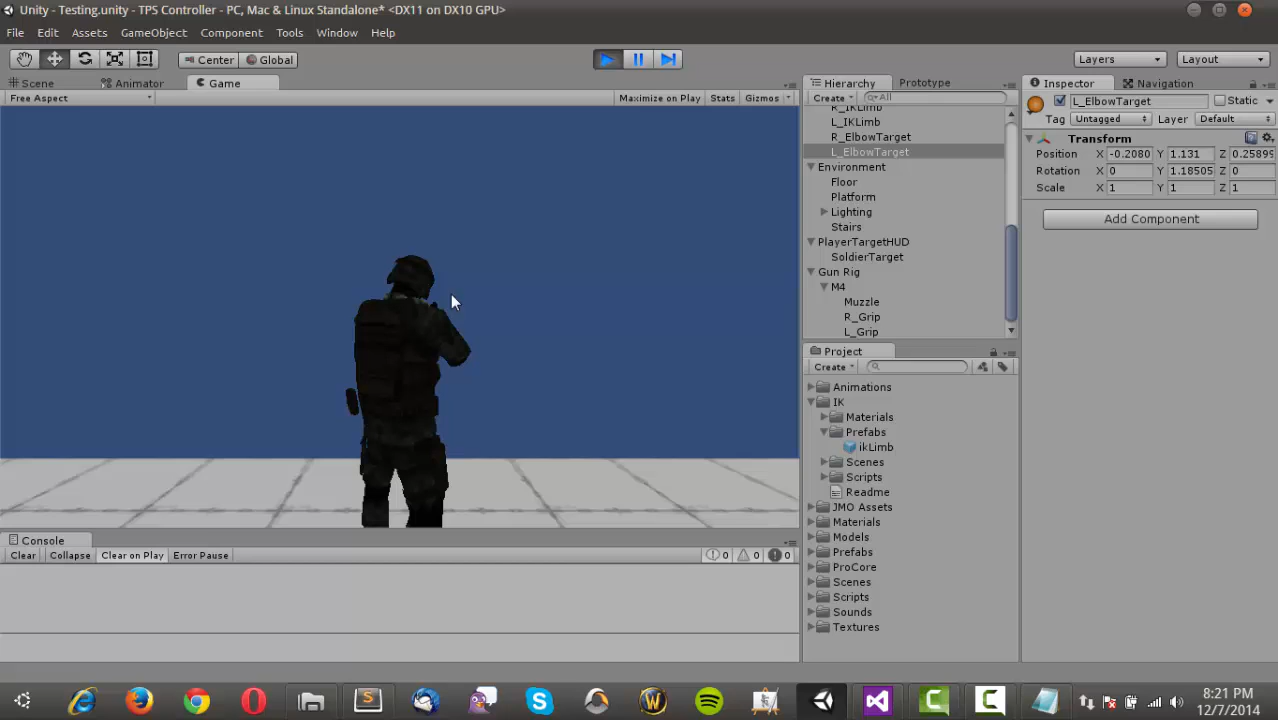 Unity - Testing.unity - TPS Controller - PC, Mac & Linux Standalone* <DX11 on DX10 GPU>
File Edit Assets GameObject Component Tools Window Help
Center Global Layers Layout
Scene Animator Game
Free Aspect Maximize on Play Stats Gizmos
Hierarchy Prototype
Create All
R_IKLimb
L_IKLimb
R_ElbowTarget
L_ElbowTarget
Environment
Floor
Platform
Lighting
Stairs
PlayerTargetHUD
SoldierTarget
Gun Rig
M4
Muzzle
R_Grip
L_Grip
Inspector Navigation
L_ElbowTarget Static
Tag Untagged Layer Default
Transform
Position X -0.2080 Y 1.131 Z 0.25899
Rotation X 0 Y 1.18505 Z 0
Scale X 1 Y 1 Z 1
Add Component
Project
Create
Animations
IK
Materials
Prefabs
ikLimb
Scenes
Scripts
Readme
JMO Assets
Materials
Models
Prefabs
ProCore
Scenes
Scripts
Sounds
Textures
Console
Clear Collapse Clear on Play Error Pause 0 0 0
8:21 PM
12/7/2014